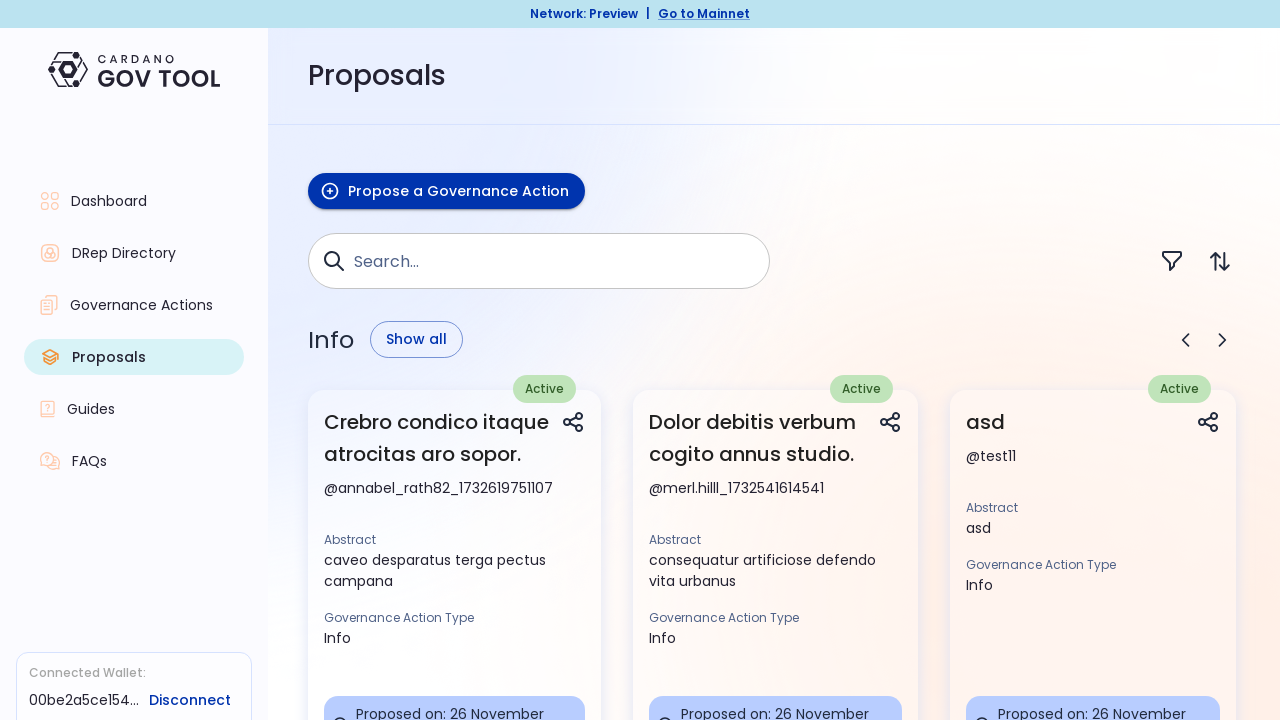 Network: Preview | Go to Mainnet
CARDANO
GOV TOOL
Dashboard
DRep Directory
Governance Actions
Proposals
Guides
FAQs
Connected Wallet:
00be2a5ce154... Disconnect
Proposals
Propose a Governance Action
Search...
Info Show all
Active
Crebro condico itaque
atrocitas aro sopor.
@annabel_rath82_1732619751107
Abstract
caveo desparatus terga pectus
campana
Governance Action Type
Info
Proposed on: 26 November
Active
Dolor debitis verbum
cogito annus studio.
@merl.hilll_1732541614541
Abstract
consequatur artificiose defendo
vita urbanus
Governance Action Type
Info
Proposed on: 26 November
Active
asd
@test11
Abstract
asd
Governance Action Type
Info
Proposed on: 26 November